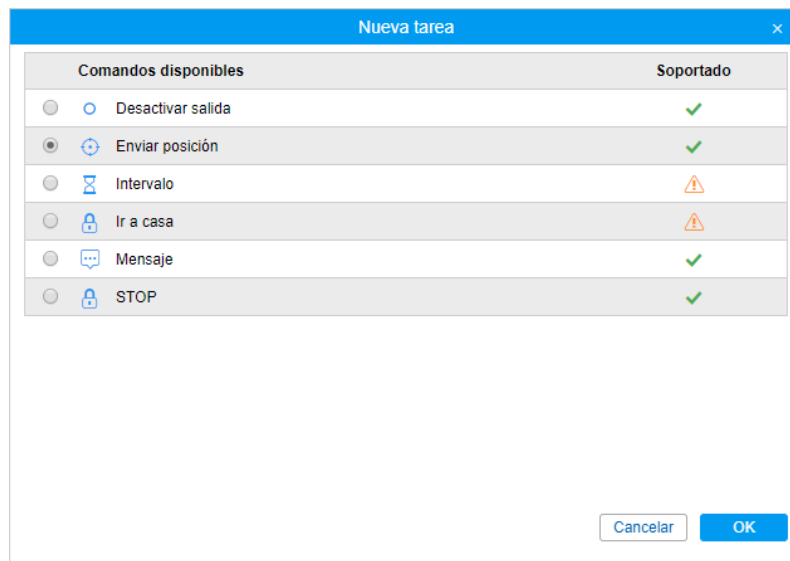 Nueva tarea
Comandos disponibles Soportado
Desactivar salida
Enviar posición
Intervalo
Ir a casa
Mensaje
STOP
Cancelar OK